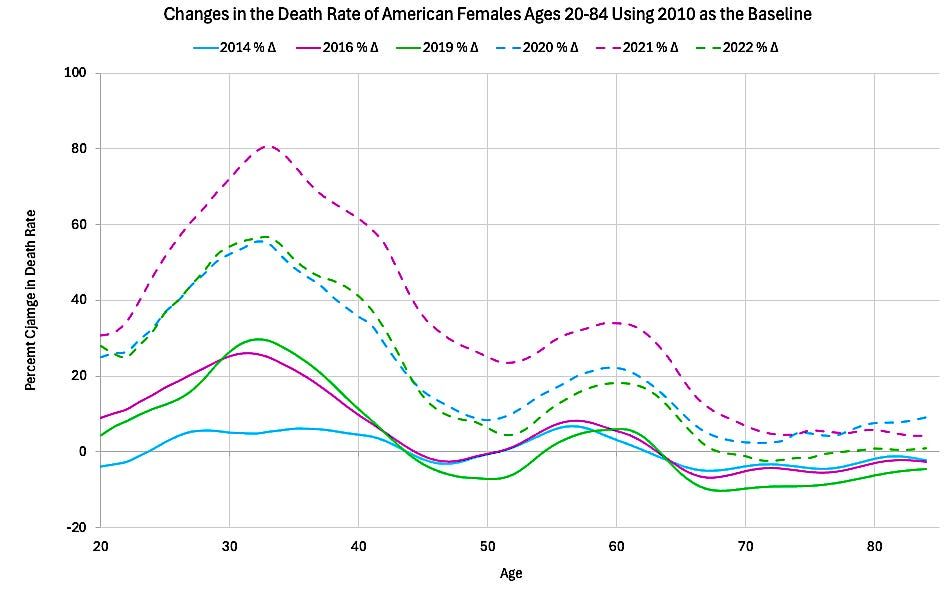 Changes in the Death Rate of American Females Ages 20-84 Using 2010 as the Baseline
2014 % Δ 2016 % Δ 2019 % Δ 2020 % Δ 2021 % Δ 2022 % Δ
Percemt Cjamge in Death Rate
100
80
60
40
20
0
-20
20 30 40 50 60 70 80
Age